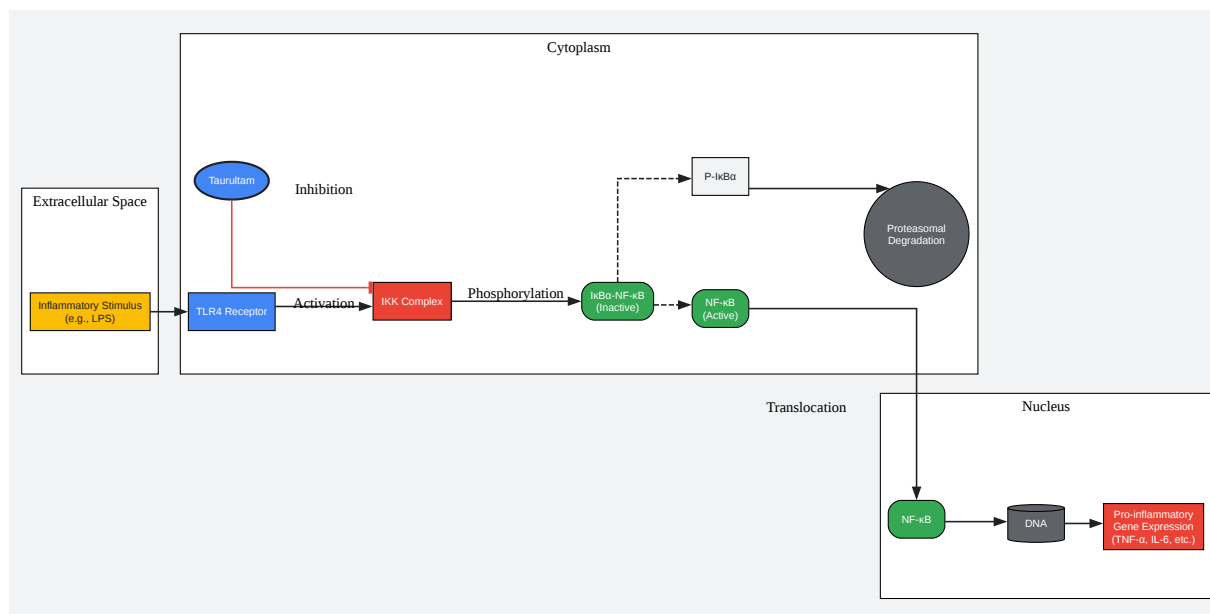 Cytoplasm
Taurultam
Inhibition
P-IκBα
Proteasomal
Degradation
Extracellular Space
Inflammatory Stimulus
(e.g., LPS)
TLR4 Receptor
Activation
IKK Complex
Phosphorylation
IκBα-NF-κB
(Inactive)
NF-κB
(Active)
Translocation
Nucleus
NF-κB
DNA
Pro-inflammatory
Gene Expression
(TNF-α, IL-6, etc.)